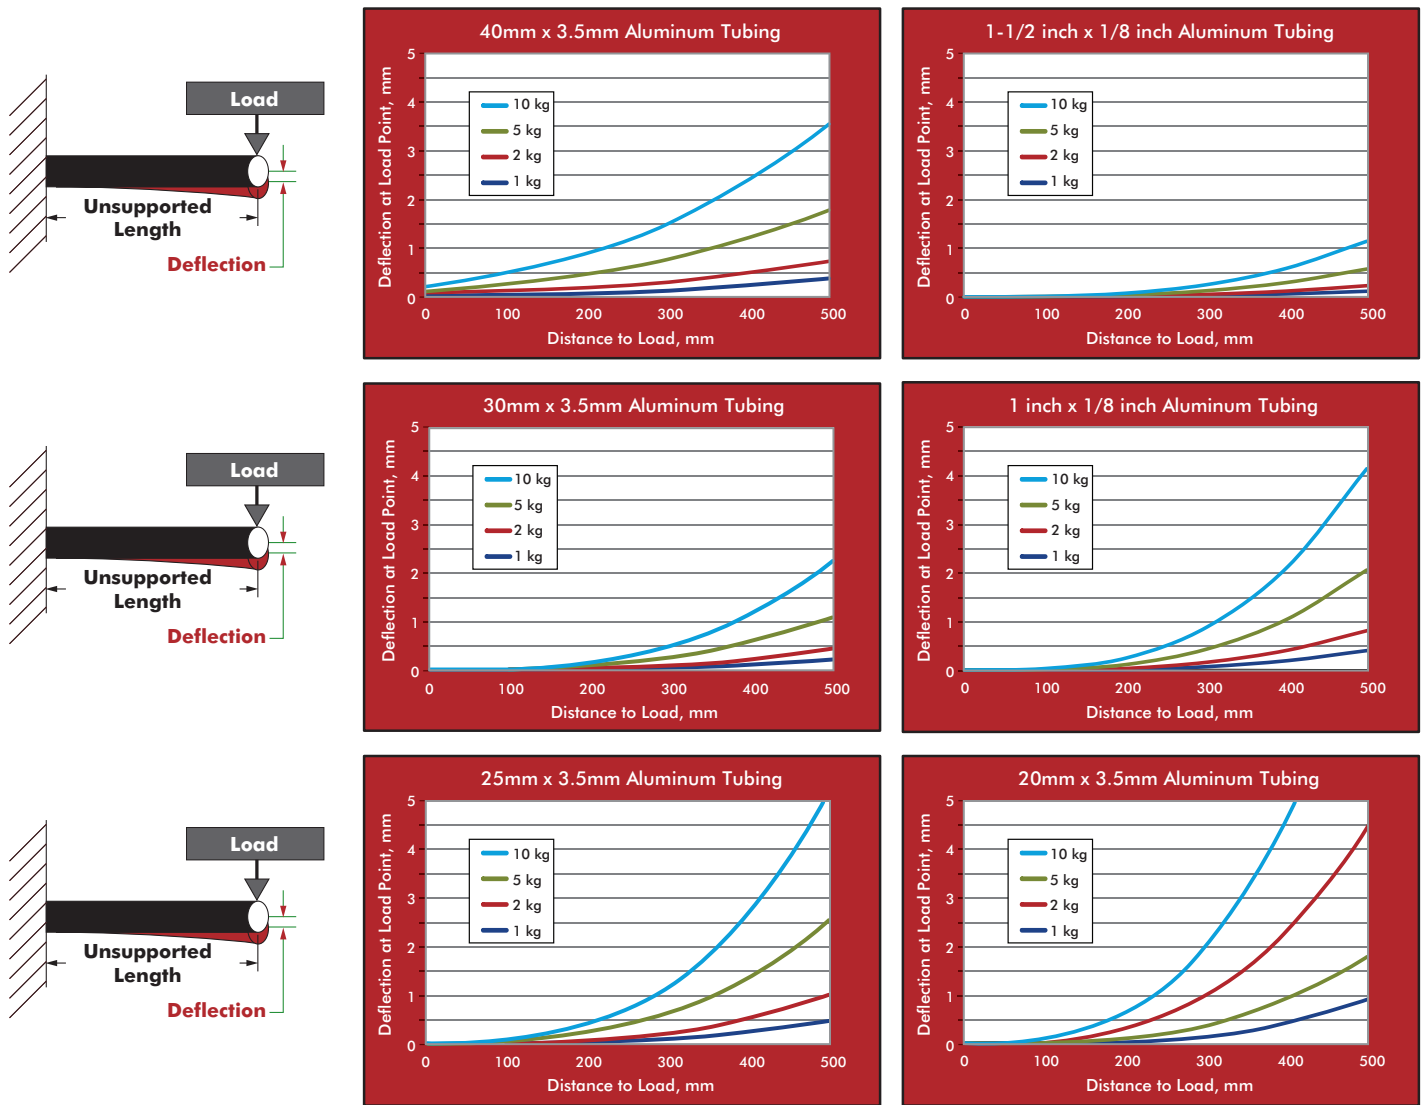 Load
Unsupported
Length
Deflection
40mm x 3.5mm Aluminum Tubing
Deflection at Load Point, mm
5
4
3
2
1
0
10 kg
5 kg
2 kg
1 kg
0 100 200 300 400 500
Distance to Load, mm
1-1/2 inch x 1/8 inch Aluminum Tubing
Deflection at Load Point, mm
5
4
3
2
1
0
10 kg
5 kg
2 kg
1 kg
0 100 200 300 400 500
Distance to Load, mm
Load
Unsupported
Length
Deflection
30mm x 3.5mm Aluminum Tubing
Deflection at Load Point, mm
5
4
3
2
1
0
10 kg
5 kg
2 kg
1 kg
0 100 200 300 400 500
Distance to Load, mm
1 inch x 1/8 inch Aluminum Tubing
Deflection at Load Point, mm
5
4
3
2
1
0
10 kg
5 kg
2 kg
1 kg
0 100 200 300 400 500
Distance to Load, mm
Load
Unsupported
Length
Deflection
25mm x 3.5mm Aluminum Tubing
Deflection at Load Point, mm
5
4
3
2
1
0
10 kg
5 kg
2 kg
1 kg
0 100 200 300 400 500
Distance to Load, mm
20mm x 3.5mm Aluminum Tubing
Deflection at Load Point, mm
5
4
3
2
1
0
10 kg
5 kg
2 kg
1 kg
0 100 200 300 400 500
Distance to Load, mm